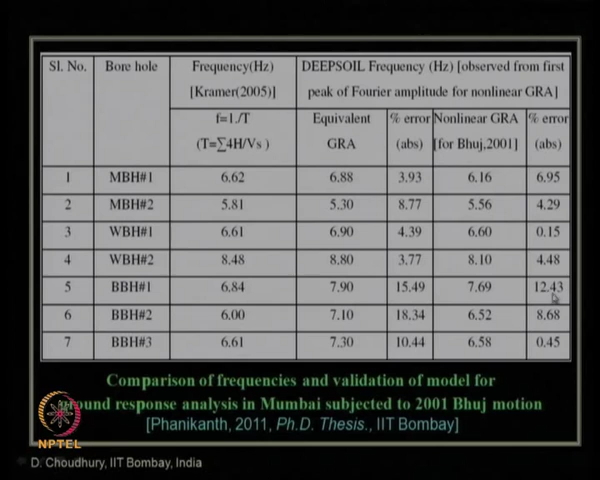 Sl. No. Bore hole Frequency(Hz) DEEPSOIL Frequency (Hz) [observed from first
[Kramer(2005)] peak of Fourier amplitude for nonlinear GRA]
f=1./T Equivalent % error Nonlinear GRA % error
(T=∑4H/Vs ) GRA (abs) [for Bhuj,2001] (abs)
1 MBH#1 6.62 6.88 3.93 6.16 6.95
2 MBH#2 5.81 5.30 8.77 5.56 4.29
3 WBH#1 6.61 6.90 4.39 6.60 0.15
4 WBH#2 8.48 8.80 3.77 8.10 4.48
5 BBH#1 6.84 7.90 15.49 7.69 12.43
6 BBH#2 6.00 7.10 18.34 6.52 8.68
7 BBH#3 6.61 7.30 10.44 6.58 0.45
Comparison of frequencies and validation of model for
ground response analysis in Mumbai subjected to 2001 Bhuj motion
[Phanikanth, 2011, Ph.D. Thesis., IIT Bombay]
NPTEL
D. Choudhury, IIT Bombay, India